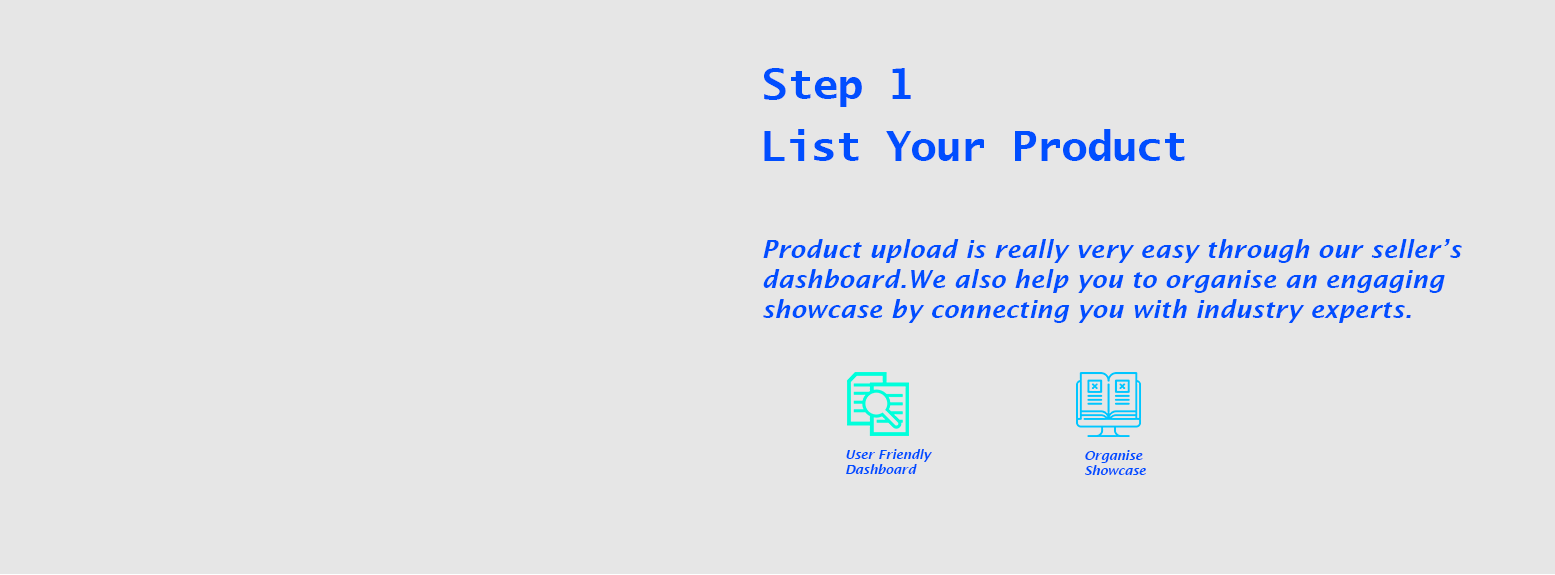 Step 1
List Your Product
Product upload is really very easy through our seller’s
dashboard.We also help you to organise an engaging
showcase by connecting you with industry experts.
User Friendly
Dashboard
Organise
Showcase